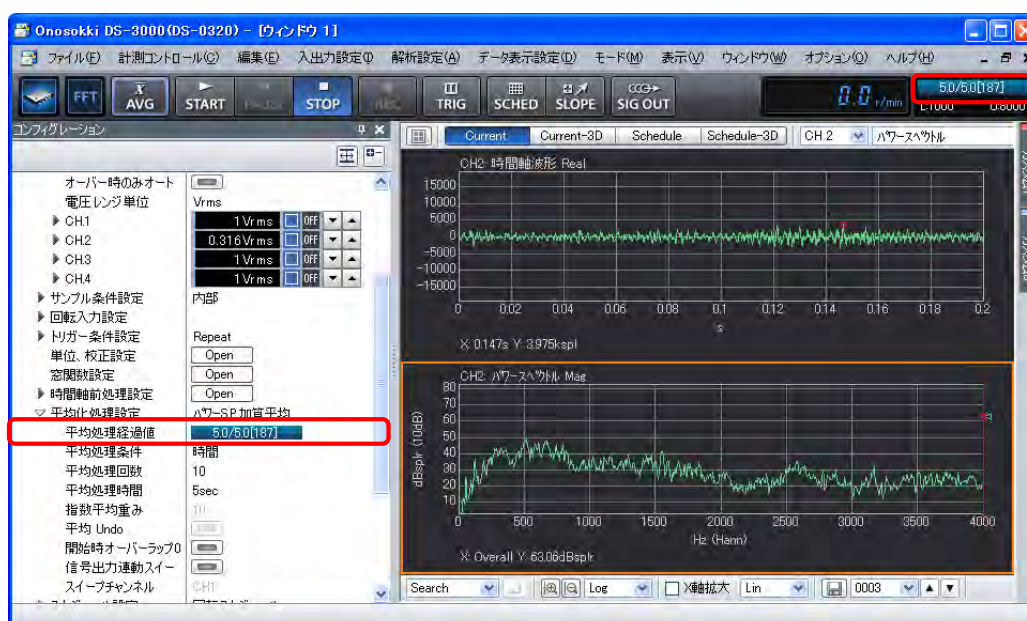 Onosokki DS-3000(DS-0320) - [ウィンドウ 1]
ファイル(F) 計測コントロール(C) 編集(E) 入出力設定(I) 解析設定(A) データ表示設定(D) モード(M) 表示(V) ウィンドウ(W) オプション(O) ヘルプ(H)
FFT X AVG START STOP TRIG SCHED SLOPE SIG OUT 0.0 r/min 5.0/5.0[187]
L:1000 U:8000
コンフィグレーション
Current Current-3D Schedule Schedule-3D CH.2 パワースペクトル
オーバー時のみオート
電圧レンジ単位 Vrms
CH.1 1Vrms OFF
CH.2 0.316Vrms OFF
CH.3 1Vrms OFF
CH.4 1Vrms OFF
サンプル条件設定 内部
回転入力設定
トリガー条件設定 Repeat
単位、校正設定 Open
窓関数設定 Open
時間軸前処理設定 Open
平均化処理設定 パワーSP加算平均
平均処理経過値 5.0/5.0[187]
平均処理条件 時間
平均処理回数 10
平均処理時間 5sec
指数平均重み 10
平均 Undo
開始時オーバーラップ0
信号出力連動スイー
スイープチャンネル CH1
CH2: 時間軸波形 Real
15000
10000
5000
0
-5000
-10000
-15000
0 0.02 0.04 0.06 0.08 0.1 0.12 0.14 0.16 0.18 0.2
s
X: 0.147s Y: 3.975kspl
CH2: パワースペクトル Mag
80
70
60
50
40
30
20
10
dBsplr (10dB)
0 500 1000 1500 2000 2500 3000 3500 4000
Hz (Hann)
X: Overall Y: 63.06dBsplr
Search Log X軸拡大 Lin 0003